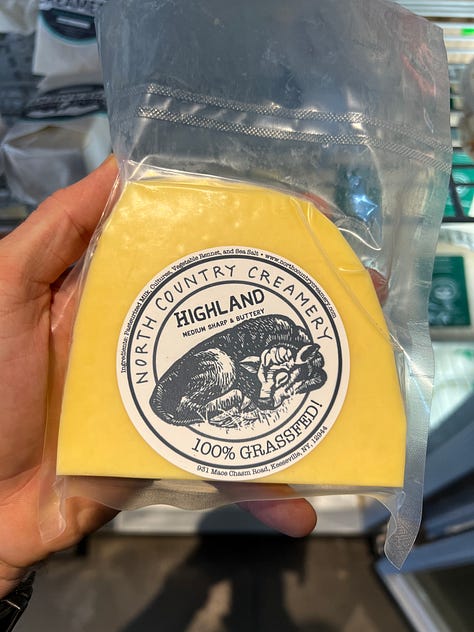 Ingredients: Pasteurized Milk, Cultures, Vegetable Rennet, and Sea Salt • www.northcountrycreamery.com
NORTH COUNTRY CREAMERY
HIGHLAND
MEDIUM SHARP & BUTTERY
100% GRASSFED!
931 Mace Chasm Road, Keeseville, NY, 12944